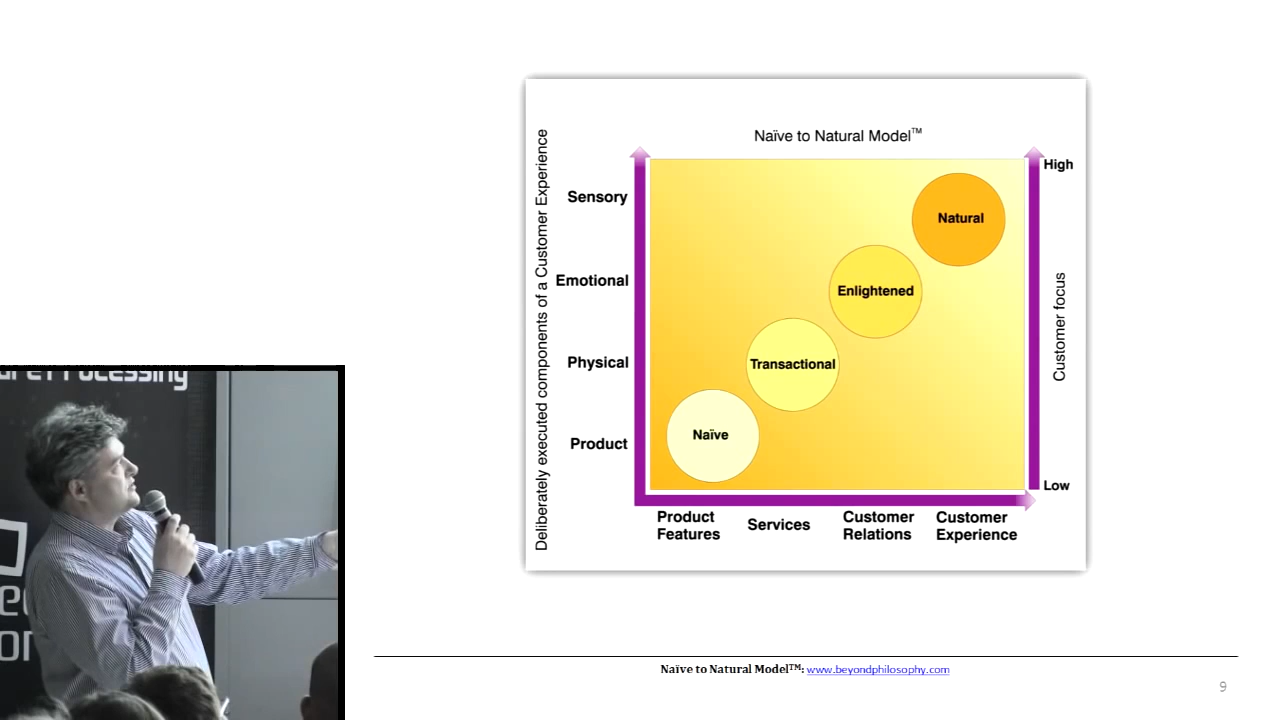 Naïve to Natural Model™
Deliberately executed components of a Customer Experience
Sensory
Emotional
Physical
Product
Natural
Enlightened
Transactional
Naïve
High
Customer focus
Low
Product
Features
Services
Customer
Relations
Customer
Experience
Naïve to Natural Model™: www.beyondphilosophy.com
9
Processing